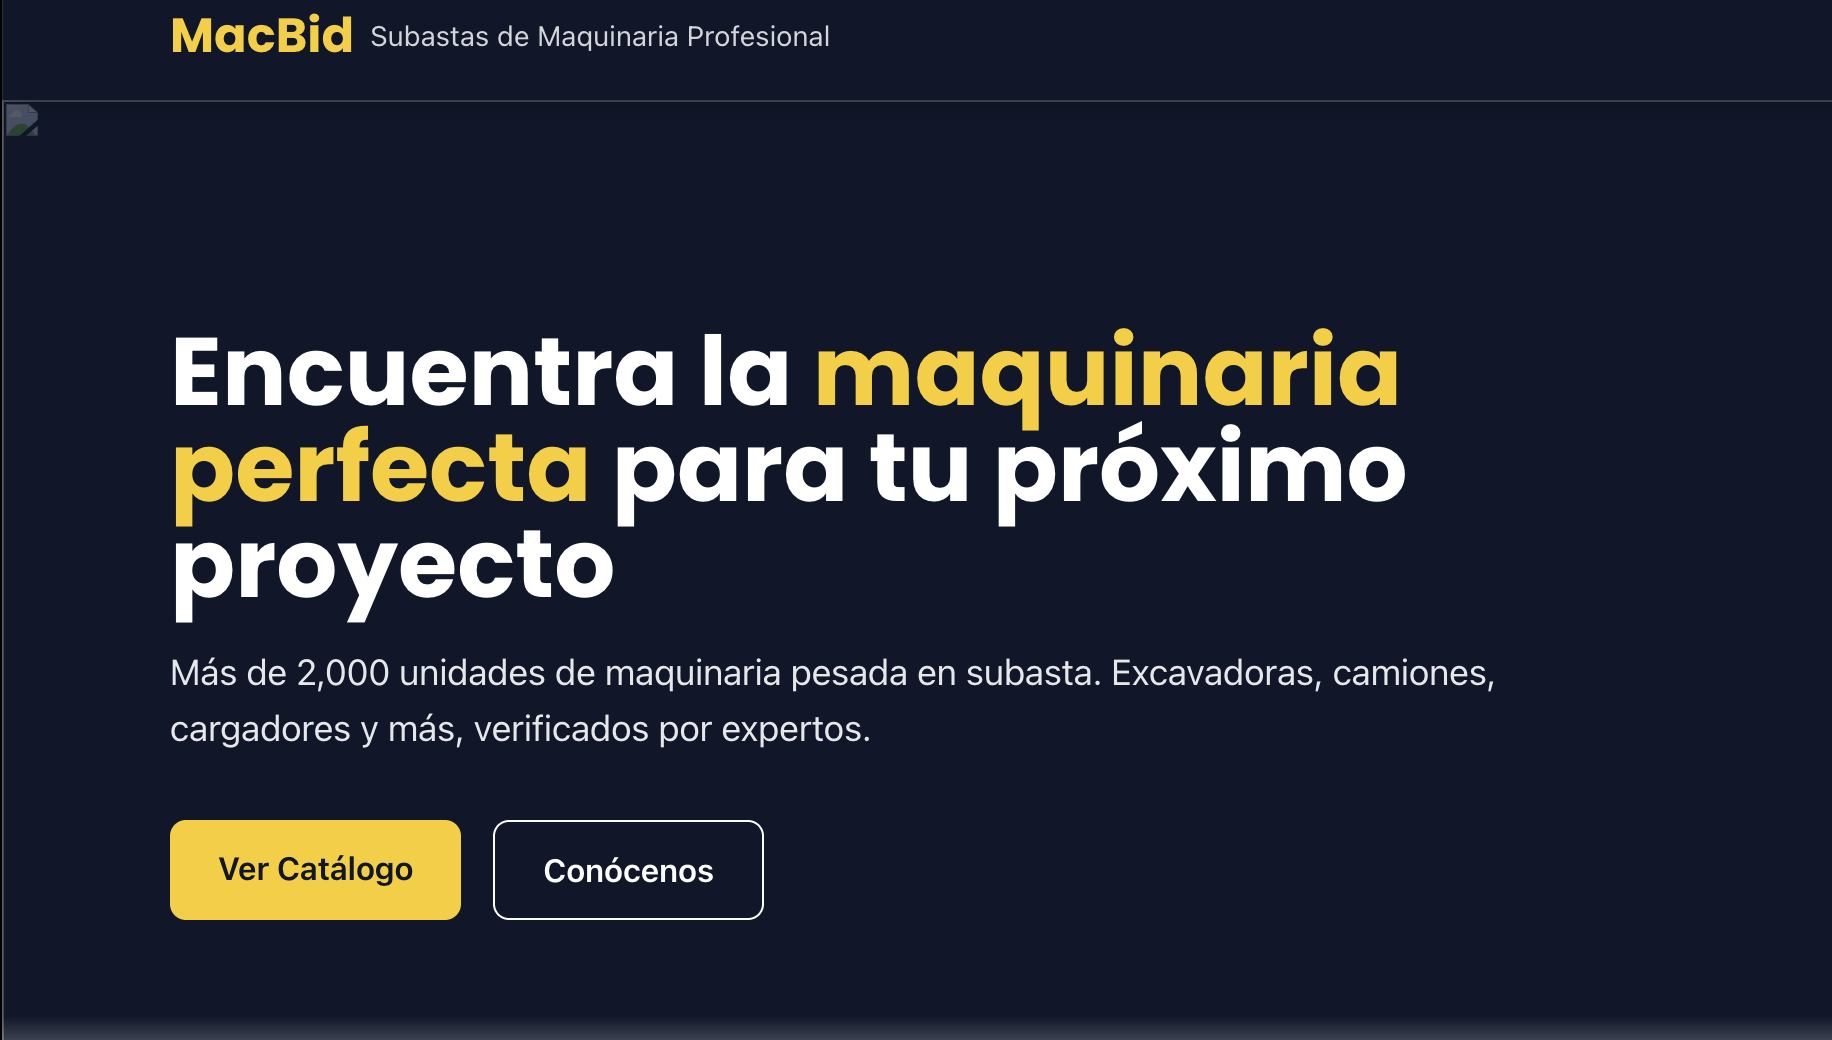 MacBid Subastas de Maquinaria Profesional
Encuentra la maquinaria
perfecta para tu próximo
proyecto
Más de 2,000 unidades de maquinaria pesada en subasta. Excavadoras, camiones,
cargadores y más, verificados por expertos.
Ver Catálogo Conócenos